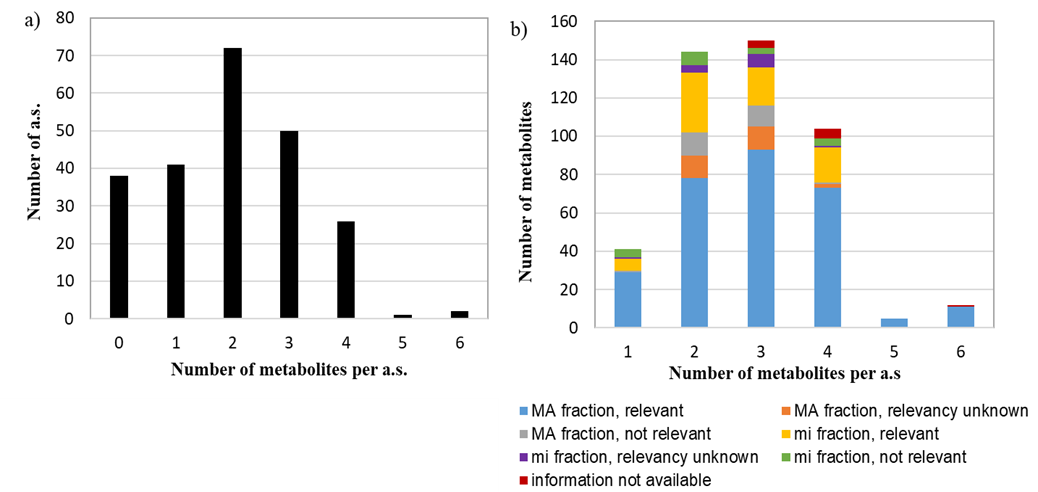 a)
80
70
60
50
40
30
20
10
0
0 1 2 3 4 5 6
Number of a.s.
Number of metabolites per a.s.
b)
160
140
120
100
80
60
40
20
0
1 2 3 4 5 6
Number of metabolites
Number of metabolites per a.s
MA fraction, relevant
MA fraction, relevancy unknown
MA fraction, not relevant
mi fraction, relevant
mi fraction, relevancy unknown
mi fraction, not relevant
information not available